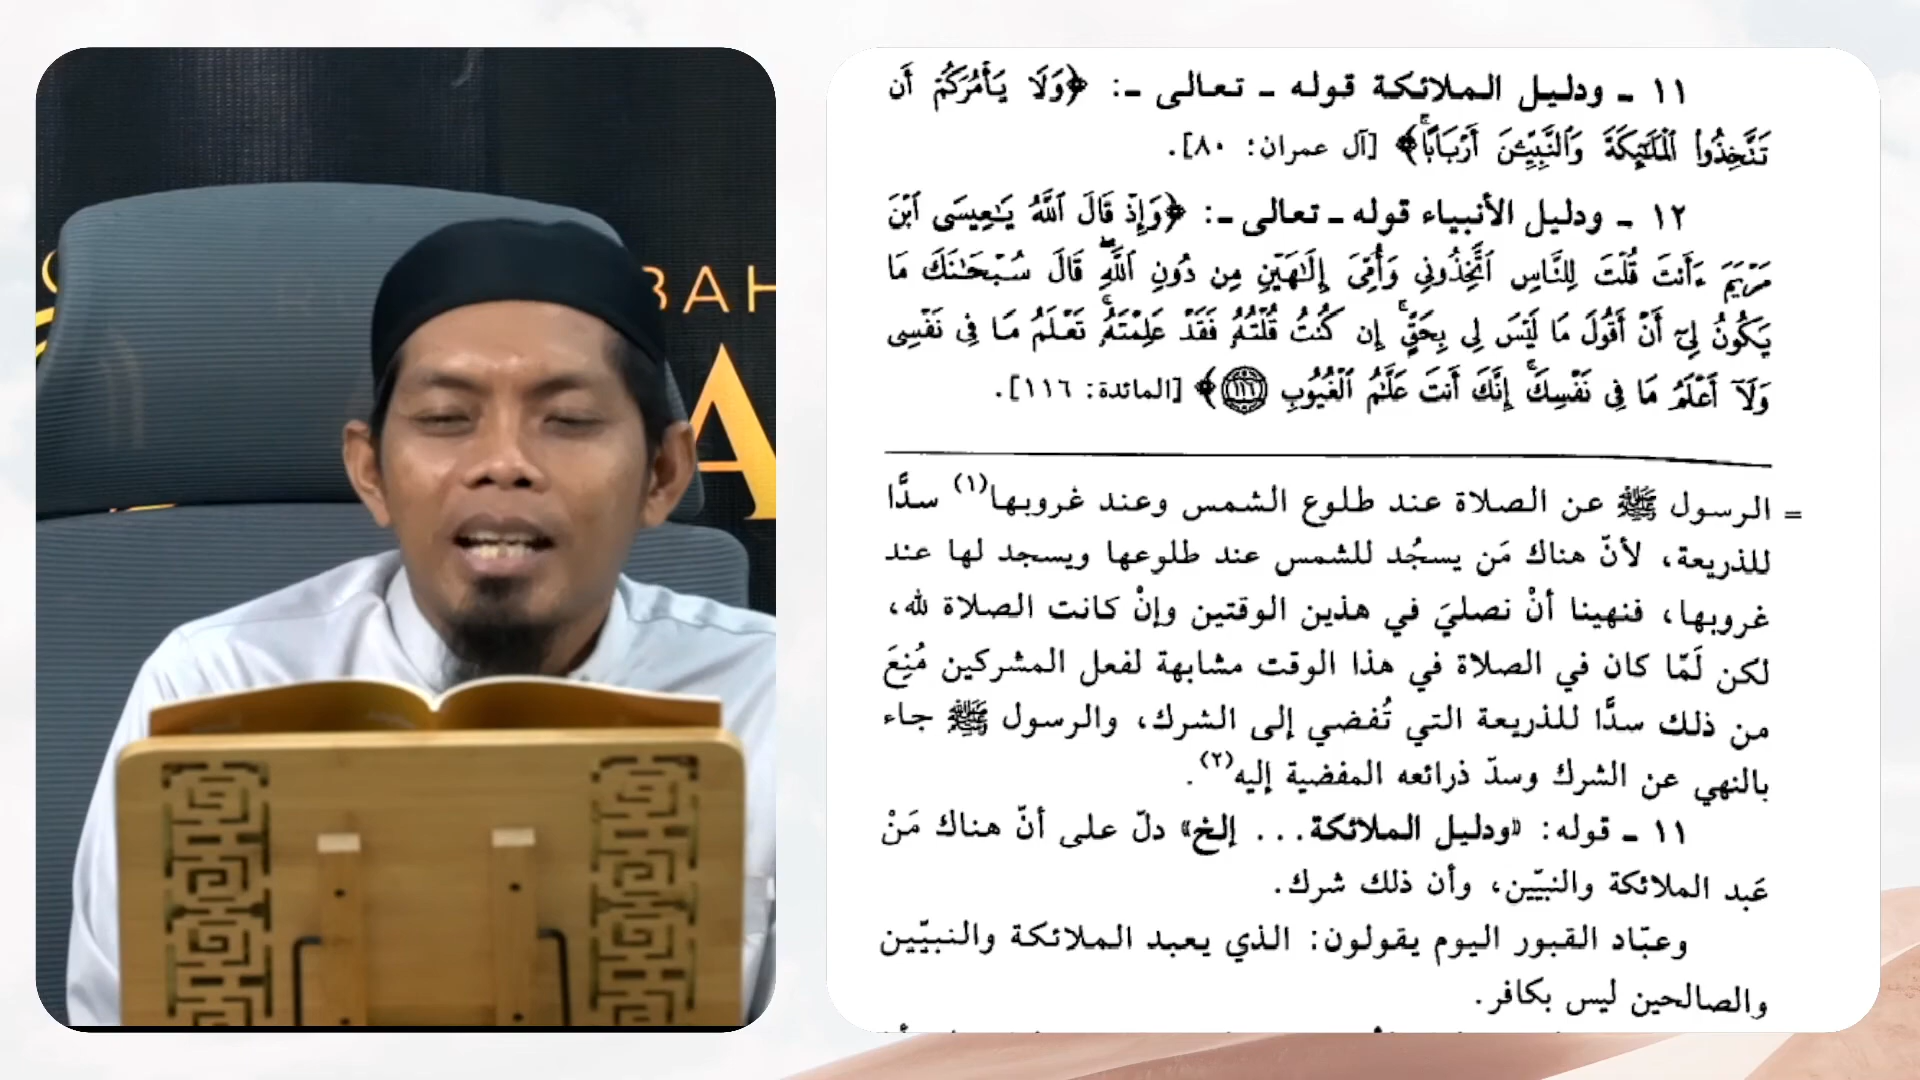 BAH
A
١١ ـ ودليل الملائكة قوله ـ تعالى ـ: ﴿وَلَا يَأْمُرَكُمْ أَن
تَتَّخِذُوا۟ ٱلْمَلَٰٓئِكَةَ وَٱلنَّبِيِّۦنَ أَرْبَابًا ۗ﴾ [آل عمران: ٨٠].
١٢ ـ ودليل الأنبياء قوله ـ تعالى ـ: ﴿وَإِذْ قَالَ ٱللَّهُ يَٰعِيسَى ٱبْنَ
مَرْيَمَ ءَأَنتَ قُلْتَ لِلنَّاسِ ٱتَّخِذُونِى وَأُمِّىَ إِلَٰهَيْنِ مِن دُونِ ٱللَّهِ ۖ قَالَ سُبْحَٰنَكَ مَا
يَكُونُ لِىٓ أَنْ أَقُولَ مَا لَيْسَ لِى بِحَقٍّ ۚ إِن كُنتُ قُلْتُهُۥ فَقَدْ عَلِمْتَهُۥ ۚ تَعْلَمُ مَا فِى نَفْسِى
وَلَآ أَعْلَمُ مَا فِى نَفْسِكَ ۚ إِنَّكَ أَنتَ عَلَّٰمُ ٱلْغُيُوبِ ١١٦﴾ [المائدة: ١١٦].
= الرسول ﷺ عن الصلاة عند طلوع الشمس وعند غروبها(١) سدًّا
للذريعة، لأنّ هناك مَن يسجُد للشمس عند طلوعها ويسجد لها عند
غروبها، فنهينا أنْ نصليَ في هذين الوقتين وإنْ كانت الصلاة لله،
لكن لَمّا كان في الصلاة في هذا الوقت مشابهة لفعل المشركين مُنِعَ
من ذلك سدًّا للذريعة التي تُفضي إلى الشرك، والرسول ﷺ جاء
بالنهي عن الشرك وسدّ ذرائعه المفضية إليه(٢).
١١ ـ قوله: «ودليل الملائكة... إلخ» دلّ على أنّ هناك مَنْ
عَبد الملائكة والنبيّين، وأن ذلك شرك.
وعبّاد القبور اليوم يقولون: الذي يعبد الملائكة والنبيّين
والصالحين ليس بكافر.